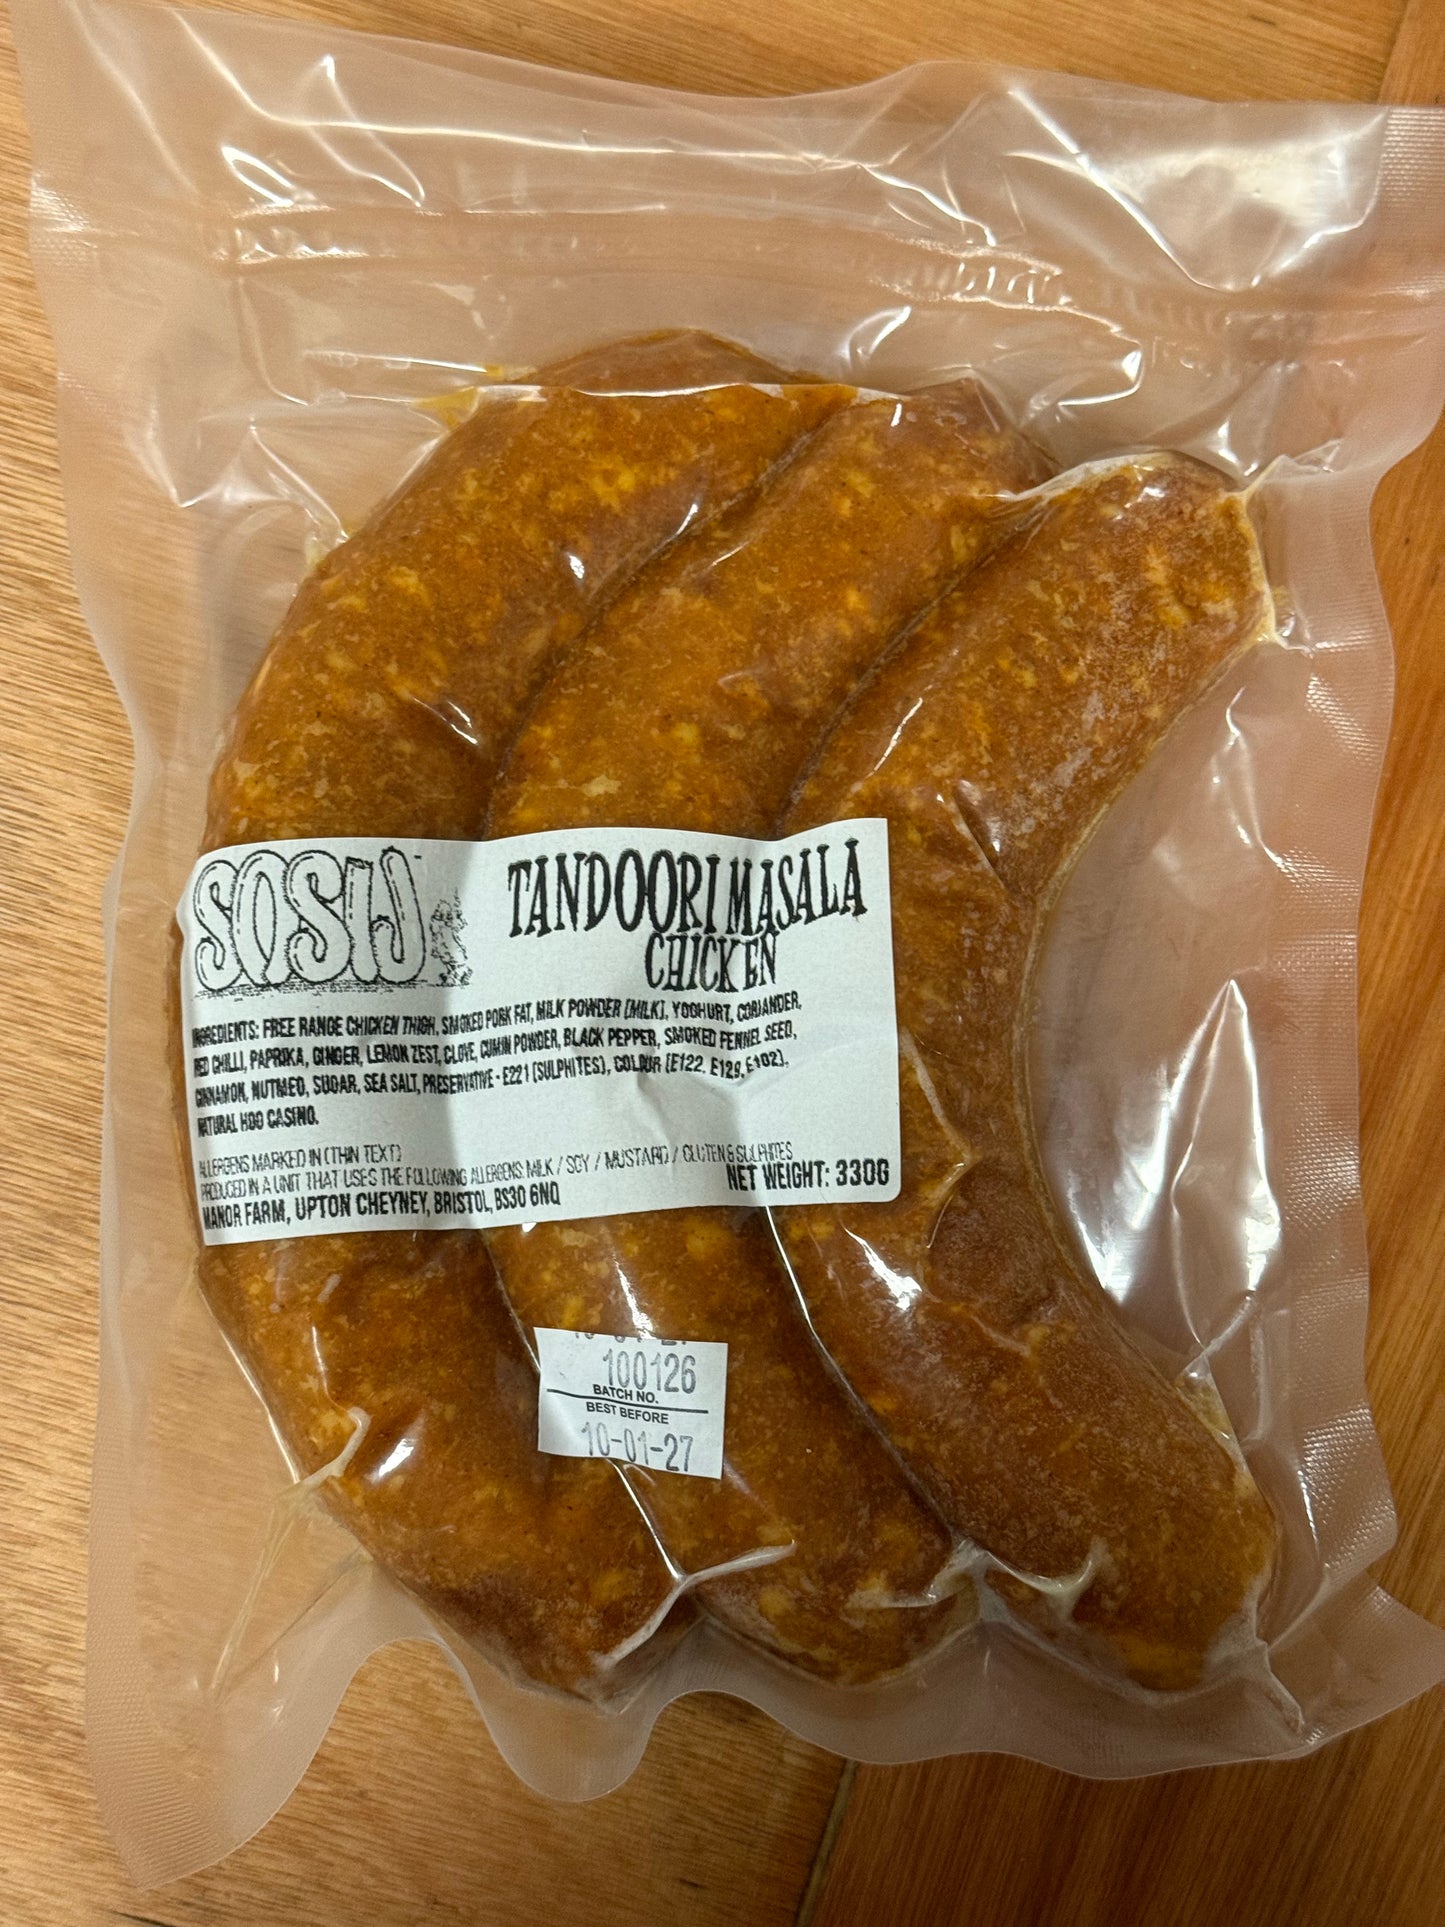 SOSIJ
TANDOORI MASALA
CHICKEN
INGREDIENTS: FREE RANGE CHICKEN THIGH, SMOKED PORK FAT, MILK POWDER (MILK), YOGHURT, CORIANDER,
RED CHILLI, PAPRIKA, GINGER, LEMON ZEST, CLOVE, CUMIN POWDER, BLACK PEPPER, SMOKED FENNEL SEED,
CINNAMON, NUTMEG, SUGAR, SEA SALT, PRESERVATIVE - E221 (SULPHITES), COLOUR (E122, E129, E102),
NATURAL HOG CASING.
ALLERGENS MARKED IN (THIN TEXT)
PRODUCED IN A UNIT THAT USES THE FOLLOWING ALLERGENS: MILK / SOY / MUSTARD / GLUTEN & SULPHITES
NET WEIGHT: 330G
MANOR FARM, UPTON CHEYNEY, BRISTOL, BS30 6NQ
100126
BATCH NO.
BEST BEFORE
10-01-27